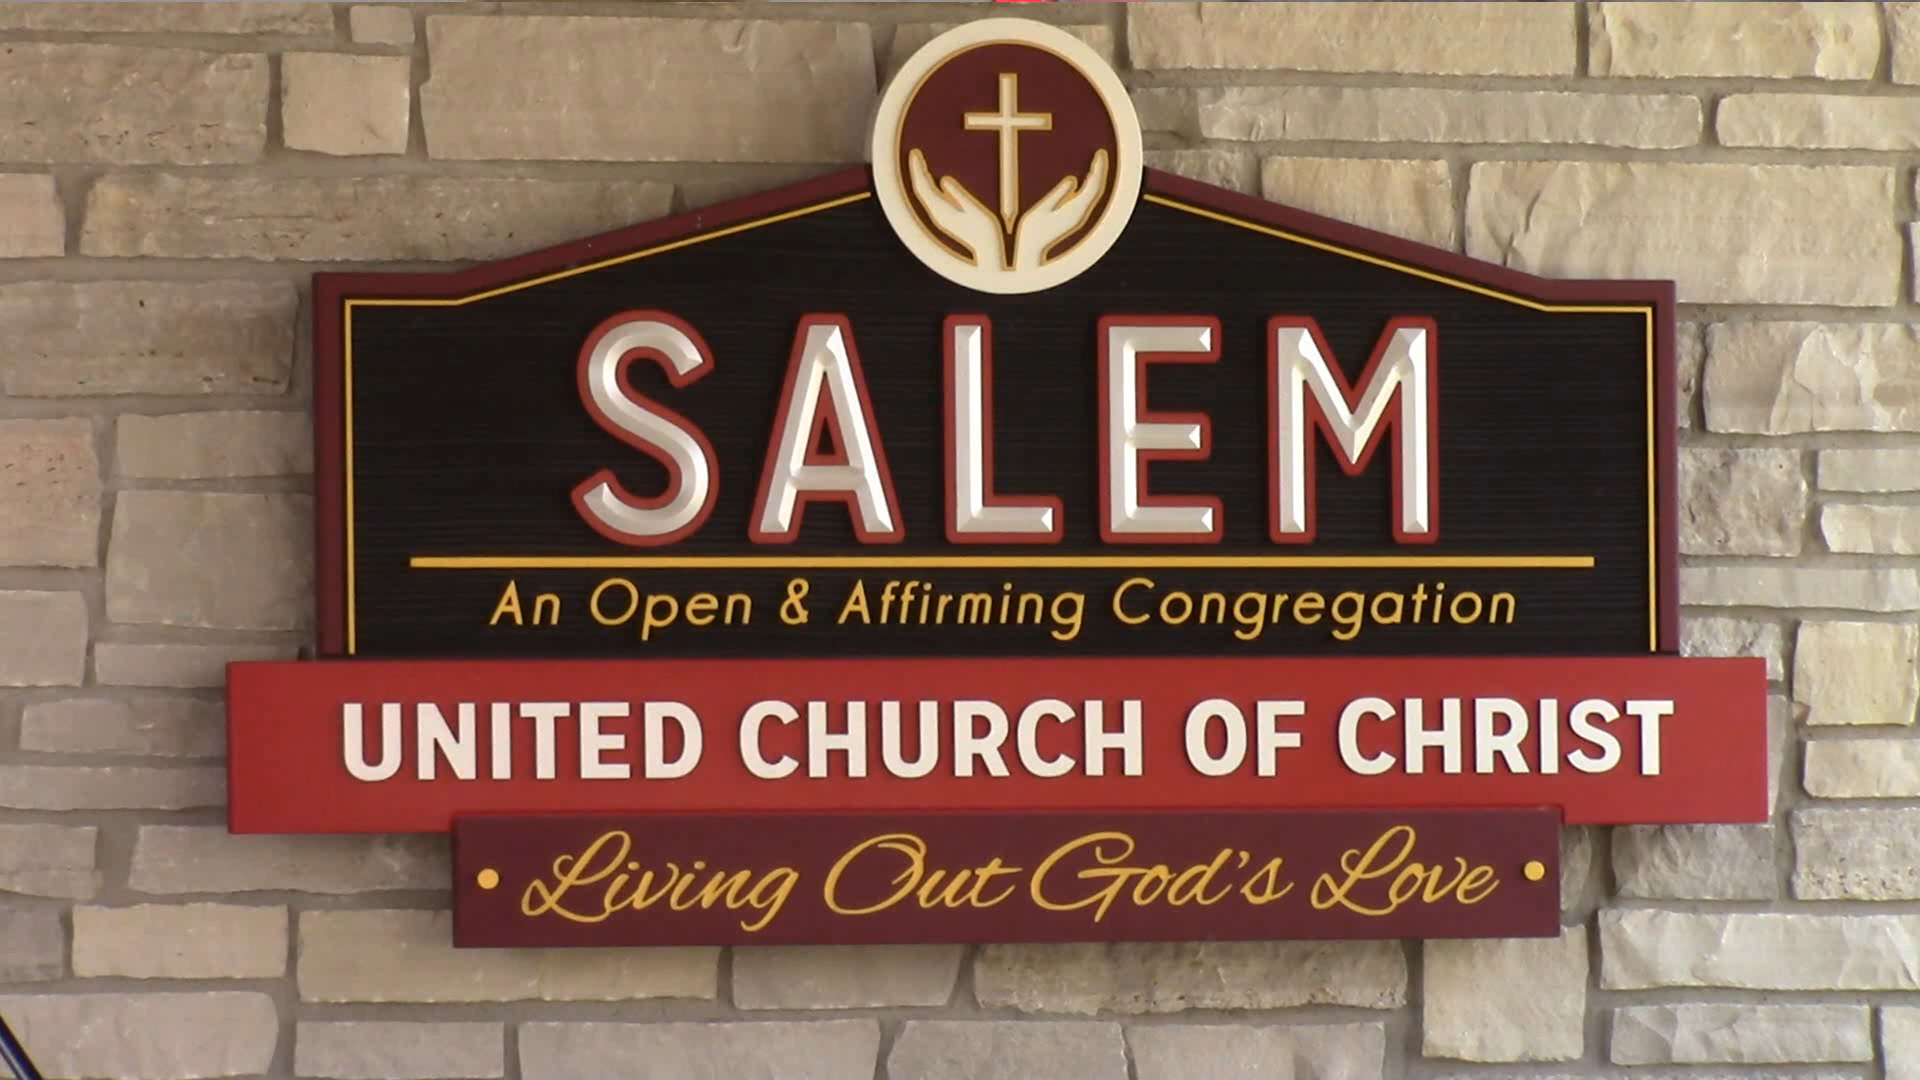 SALEM
An Open & Affirming Congregation
UNITED CHURCH OF CHRIST
• Living Out God's Love •